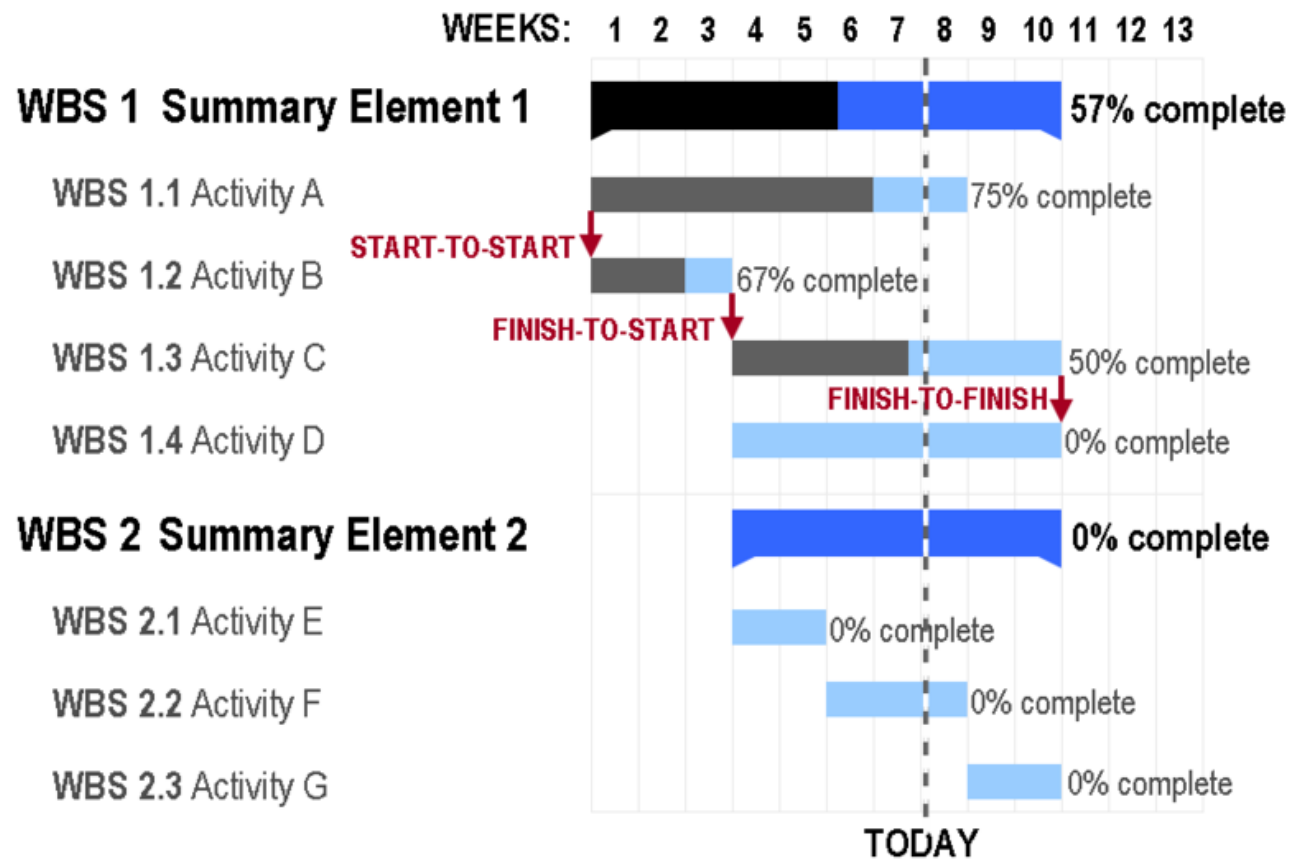 WEEKS: 1 2 3 4 5 6 7 8 9 10 11 12 13
WBS 1 Summary Element 1 57% complete
WBS 1.1 Activity A 75% complete
START-TO-START
WBS 1.2 Activity B 67% complete
FINISH-TO-START
WBS 1.3 Activity C 50% complete
FINISH-TO-FINISH
WBS 1.4 Activity D 0% complete
WBS 2 Summary Element 2 0% complete
WBS 2.1 Activity E 0% complete
WBS 2.2 Activity F 0% complete
WBS 2.3 Activity G 0% complete
TODAY